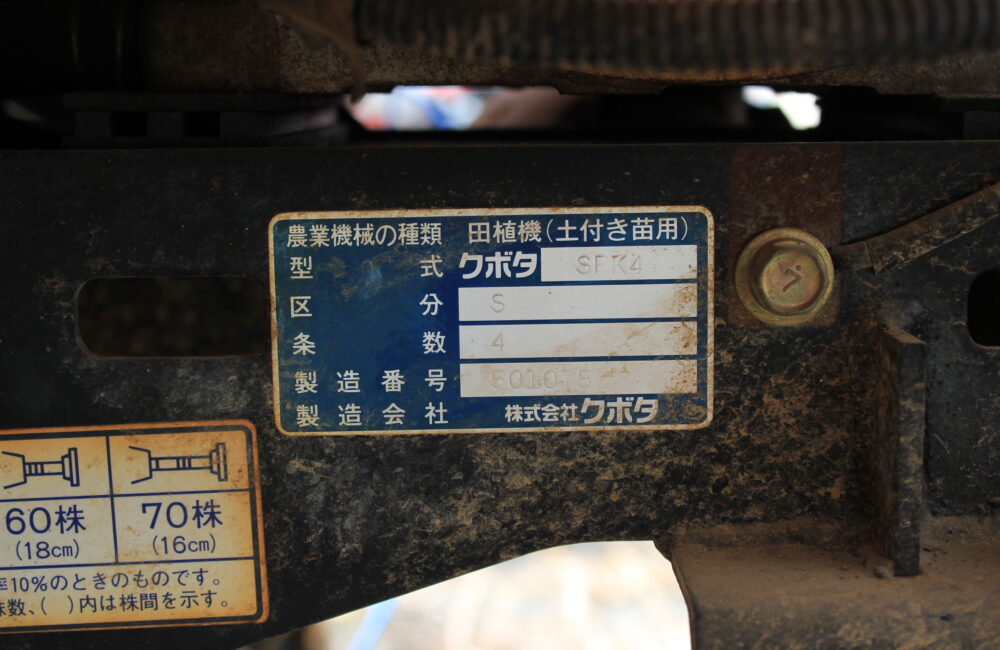 農業機械の種類 田植機(土付き苗用)
型式 クボタ SPK4
区分 S
条数 4
製造番号 501075
製造会社 株式会社クボタ
60株 70株
(18cm) (16cm)
率10%のときのものです。
株数、( )内は株間を示す。
7